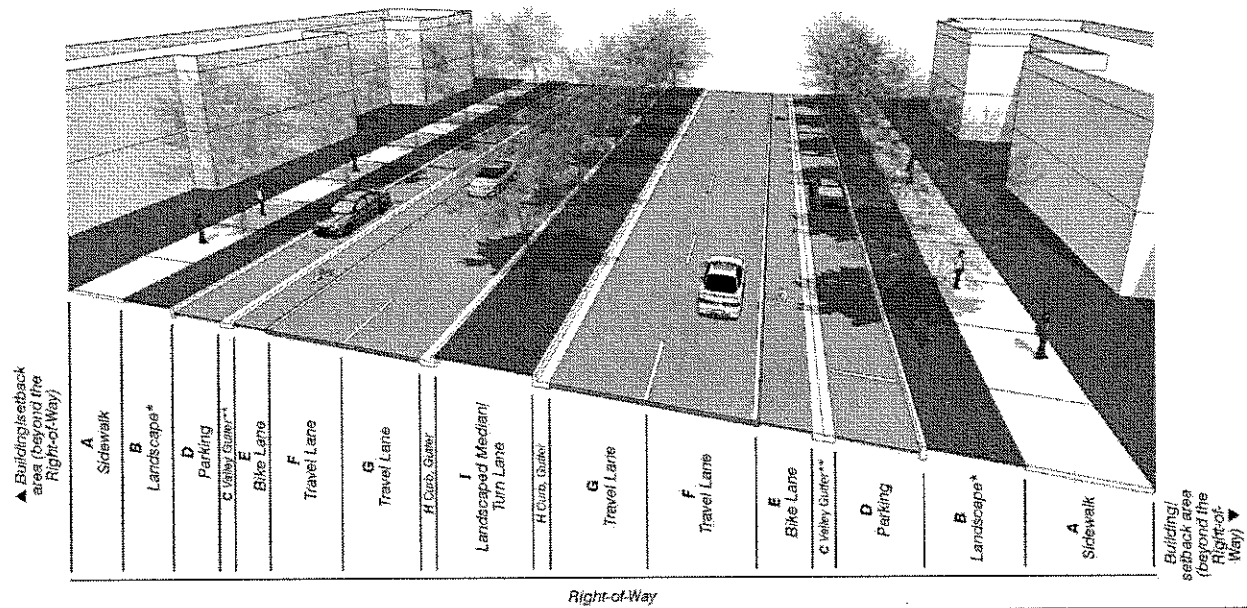 ▲ Building/setback
area (beyond the
Right-of-Way)
A
Sidewalk
B
Landscape*
D
Parking
C Valley Gutter**
E
Bike Lane
F
Travel Lane
G
Travel Lane
H Curb, Gutter
I
Landscaped Median/
Turn Lane
H Curb, Gutter
G
Travel Lane
F
Travel Lane
E
Bike Lane
C Valley Gutter**
D
Parking
B
Landscape*
A
Sidewalk
Building/
setback area
(beyond the
Right-of-
Way) ▼
Right-of-Way